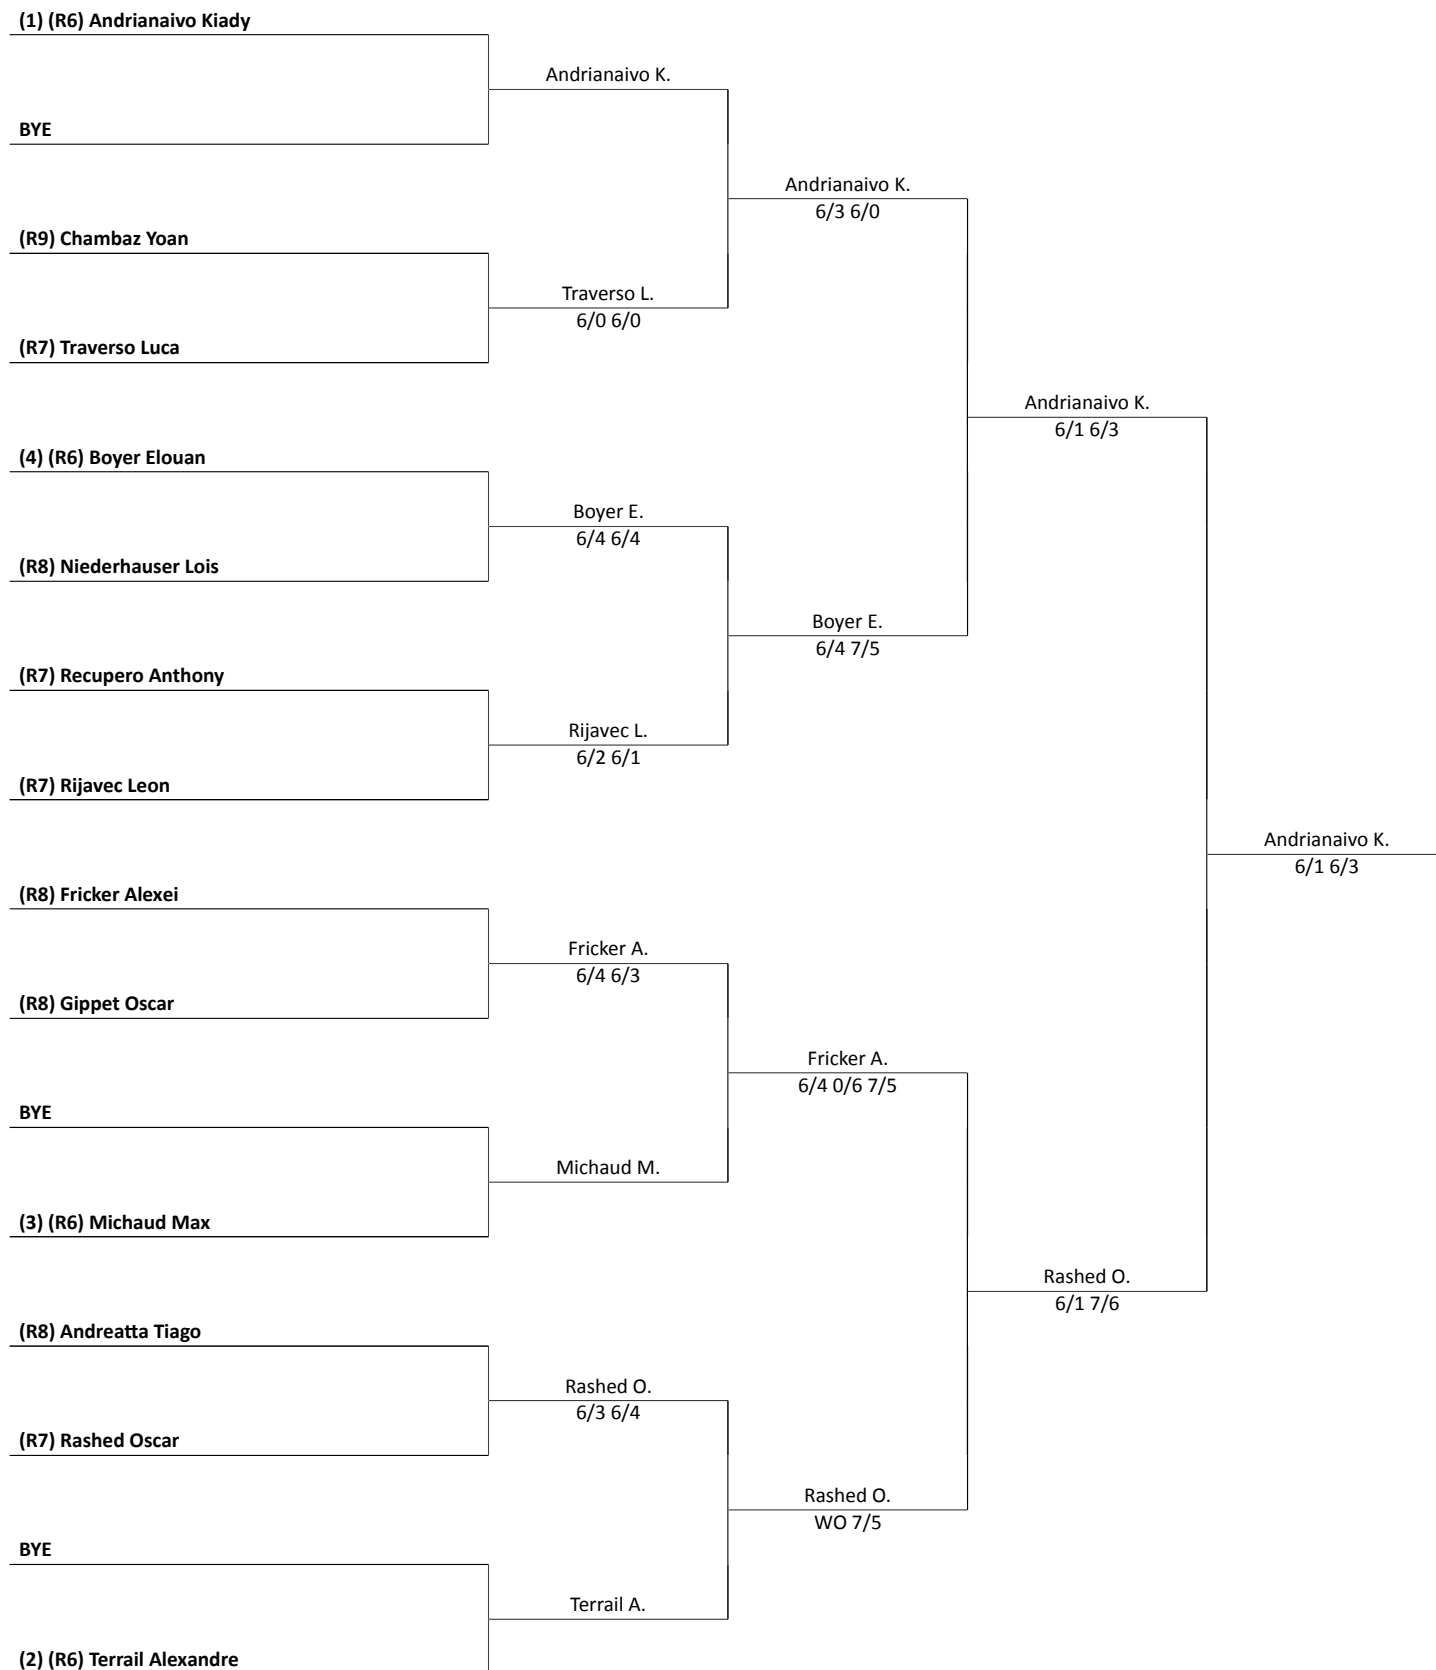 (1) (R6) Andrianaivo Kiady
Andrianaivo K.
BYE
Andrianaivo K.
6/3 6/0
(R9) Chambaz Yoan
Traverso L.
6/0 6/0
(R7) Traverso Luca
Andrianaivo K.
6/1 6/3
(4) (R6) Boyer Elouan
Boyer E.
6/4 6/4
(R8) Niederhauser Lois
Boyer E.
6/4 7/5
(R7) Recupero Anthony
Rijavec L.
6/2 6/1
(R7) Rijavec Leon
Andrianaivo K.
6/1 6/3
(R8) Fricker Alexei
Fricker A.
6/4 6/3
(R8) Gippet Oscar
Fricker A.
6/4 0/6 7/5
BYE
Michaud M.
(3) (R6) Michaud Max
Rashed O.
6/1 7/6
(R8) Andreatta Tiago
Rashed O.
6/3 6/4
(R7) Rashed Oscar
Rashed O.
WO 7/5
BYE
Terrail A.
(2) (R6) Terrail Alexandre